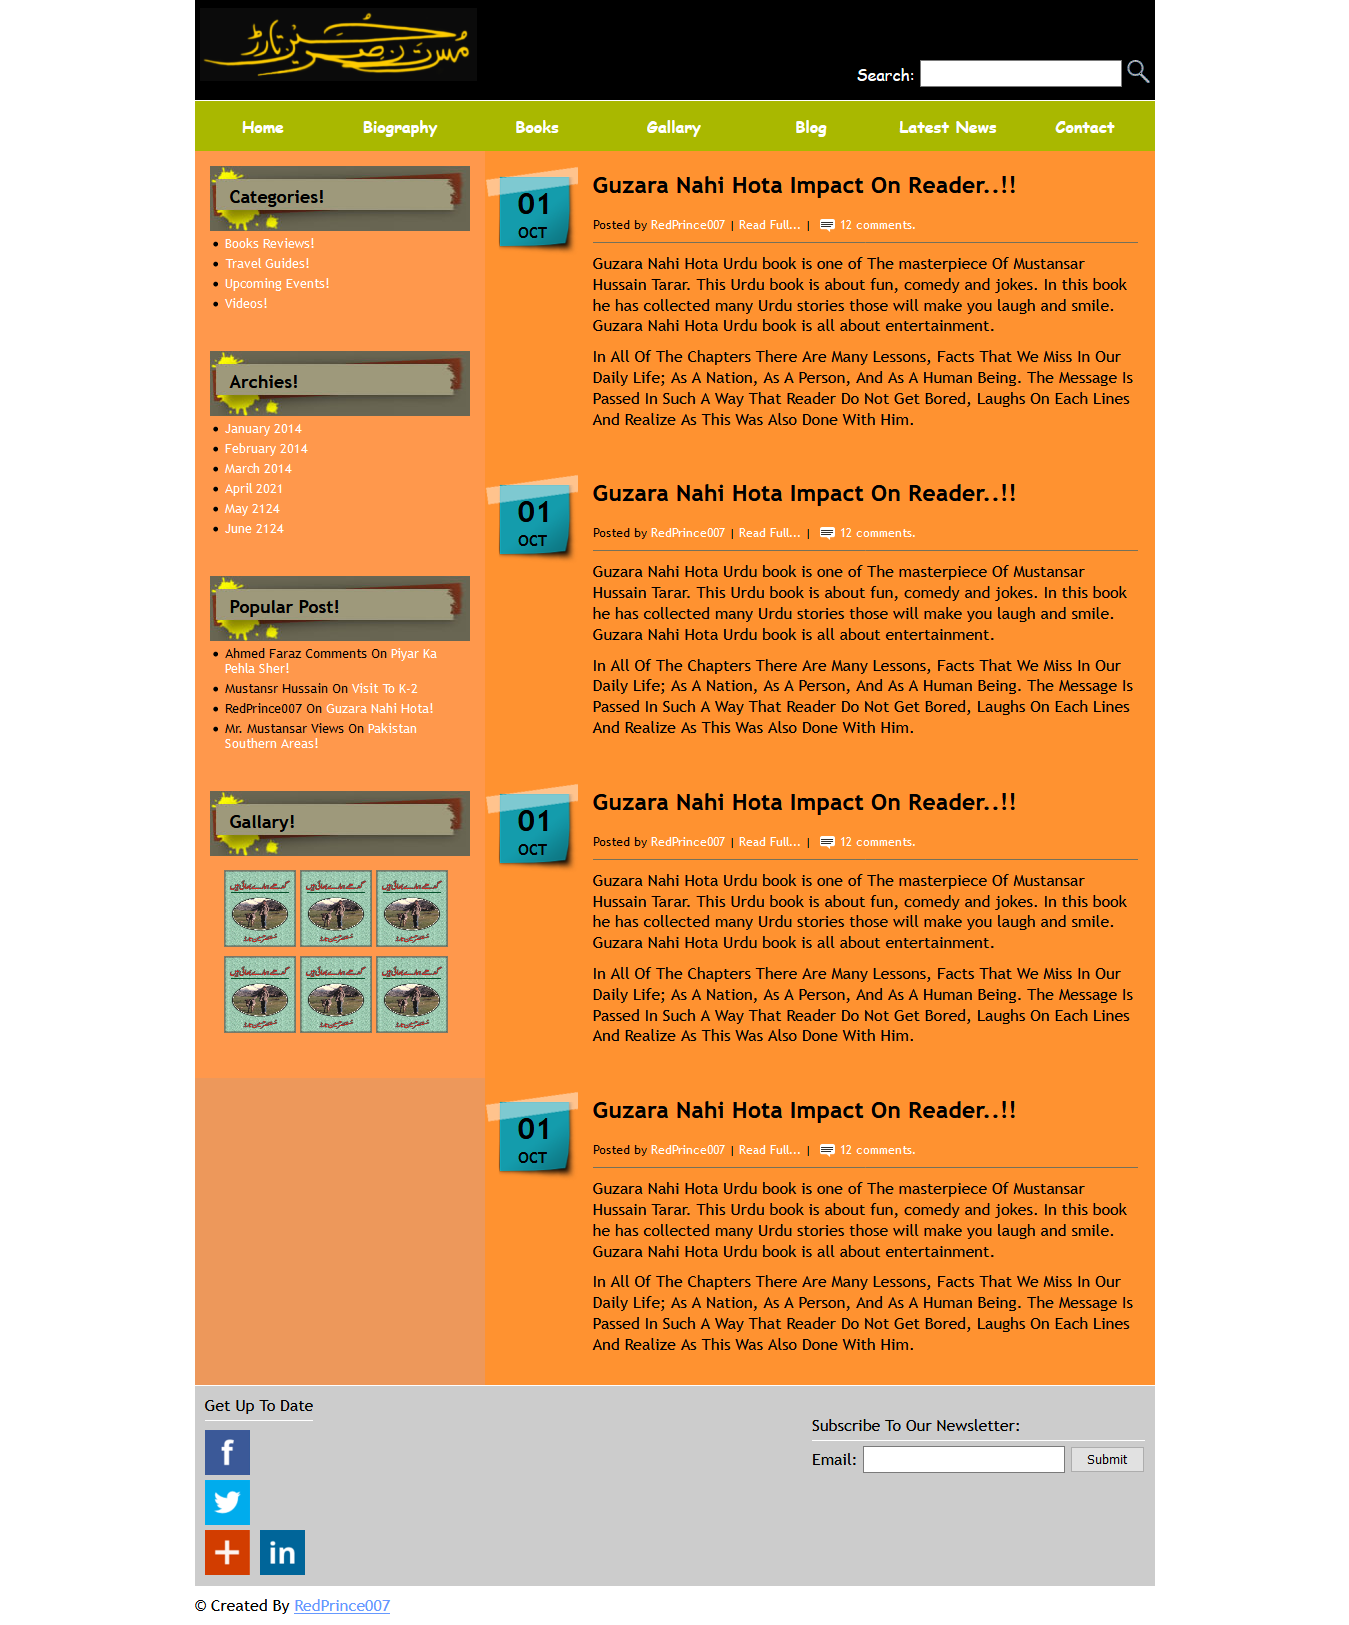 مستنصر حسین تارڑ
Search:
Home Biography Books Gallary Blog Latest News Contact
Categories!
Books Reviews!
Travel Guides!
Upcoming Events!
Videos!
Archies!
January 2014
February 2014
March 2014
April 2021
May 2124
June 2124
Popular Post!
Ahmed Faraz Comments On Piyar Ka
Pehla Sher!
Mustansr Hussain On Visit To K-2
RedPrince007 On Guzara Nahi Hota!
Mr. Mustansar Views On Pakistan
Southern Areas!
Gallary!
01
OCT
Guzara Nahi Hota Impact On Reader..!!
Posted by RedPrince007 | Read Full... | 12 comments.
Guzara Nahi Hota Urdu book is one of The masterpiece Of Mustansar
Hussain Tarar. This Urdu book is about fun, comedy and jokes. In this book
he has collected many Urdu stories those will make you laugh and smile.
Guzara Nahi Hota Urdu book is all about entertainment.
In All Of The Chapters There Are Many Lessons, Facts That We Miss In Our
Daily Life; As A Nation, As A Person, And As A Human Being. The Message Is
Passed In Such A Way That Reader Do Not Get Bored, Laughs On Each Lines
And Realize As This Was Also Done With Him.
01
OCT
Guzara Nahi Hota Impact On Reader..!!
Posted by RedPrince007 | Read Full... | 12 comments.
Guzara Nahi Hota Urdu book is one of The masterpiece Of Mustansar
Hussain Tarar. This Urdu book is about fun, comedy and jokes. In this book
he has collected many Urdu stories those will make you laugh and smile.
Guzara Nahi Hota Urdu book is all about entertainment.
In All Of The Chapters There Are Many Lessons, Facts That We Miss In Our
Daily Life; As A Nation, As A Person, And As A Human Being. The Message Is
Passed In Such A Way That Reader Do Not Get Bored, Laughs On Each Lines
And Realize As This Was Also Done With Him.
01
OCT
Guzara Nahi Hota Impact On Reader..!!
Posted by RedPrince007 | Read Full... | 12 comments.
Guzara Nahi Hota Urdu book is one of The masterpiece Of Mustansar
Hussain Tarar. This Urdu book is about fun, comedy and jokes. In this book
he has collected many Urdu stories those will make you laugh and smile.
Guzara Nahi Hota Urdu book is all about entertainment.
In All Of The Chapters There Are Many Lessons, Facts That We Miss In Our
Daily Life; As A Nation, As A Person, And As A Human Being. The Message Is
Passed In Such A Way That Reader Do Not Get Bored, Laughs On Each Lines
And Realize As This Was Also Done With Him.
01
OCT
Guzara Nahi Hota Impact On Reader..!!
Posted by RedPrince007 | Read Full... | 12 comments.
Guzara Nahi Hota Urdu book is one of The masterpiece Of Mustansar
Hussain Tarar. This Urdu book is about fun, comedy and jokes. In this book
he has collected many Urdu stories those will make you laugh and smile.
Guzara Nahi Hota Urdu book is all about entertainment.
In All Of The Chapters There Are Many Lessons, Facts That We Miss In Our
Daily Life; As A Nation, As A Person, And As A Human Being. The Message Is
Passed In Such A Way That Reader Do Not Get Bored, Laughs On Each Lines
And Realize As This Was Also Done With Him.
Get Up To Date
f
in
Subscribe To Our Newsletter:
Email: Submit
© Created By RedPrince007